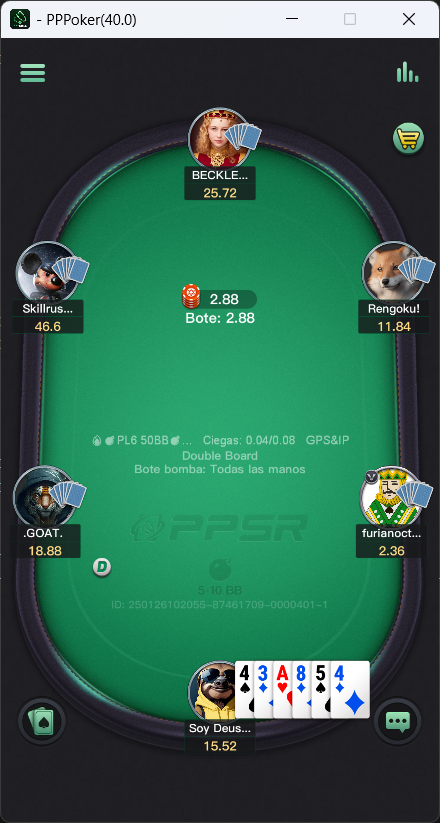 - PPPoker(40.0)
BECKLE...
25.72
Skillrus...
46.6
Rengoku!
11.84
2.88
Bote: 2.88
PL6 50BB ... Ciegas: 0.04/0.08 GPS&IP
Double Board
Bote bomba: Todas las manos
PPSR
.GOAT.
18.88
V
furianoct...
2.36
D
5-10 BB
ID: 250126102055-87461709-0000401-1
4 3 A 8 5 4
Soy Deus...
15.52